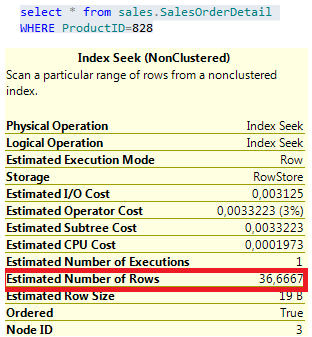 select * from sales.SalesOrderDetail
WHERE ProductID=828
Index Seek (NonClustered)
Scan a particular range of rows from a nonclustered
index.
Physical Operation Index Seek
Logical Operation Index Seek
Estimated Execution Mode Row
Storage RowStore
Estimated I/O Cost 0,003125
Estimated Operator Cost 0,0033223 (3%)
Estimated Subtree Cost 0,0033223
Estimated CPU Cost 0,0001973
Estimated Number of Executions 1
Estimated Number of Rows 36,6667
Estimated Row Size 19 B
Ordered True
Node ID 3